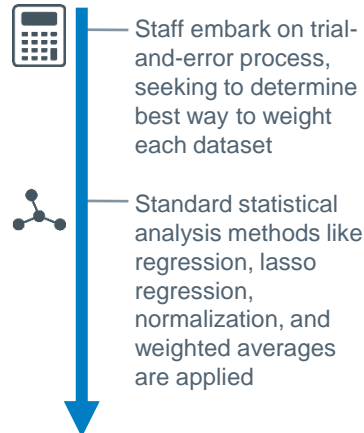 Staff embark on trial-
and-error process,
seeking to determine
best way to weight
each dataset
Standard statistical
analysis methods like
regression, lasso
regression,
normalization, and
weighted averages
are applied